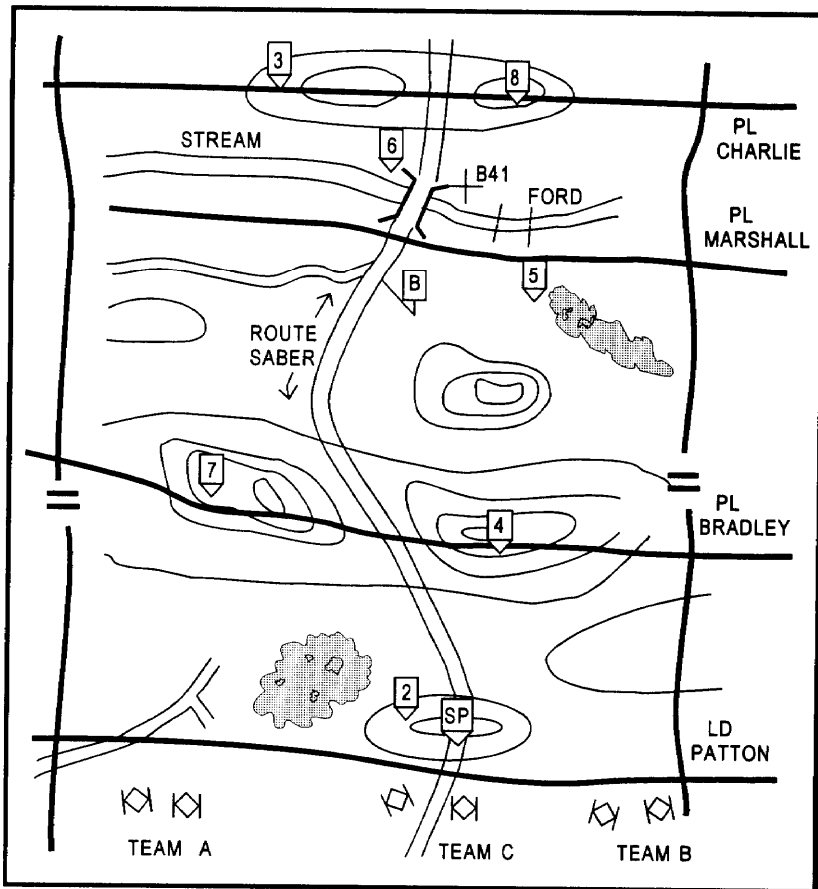 3
8
PL
CHARLIE
STREAM
6
B41
FORD
PL
MARSHALL
B
5
ROUTE
SABER
7
4
PL
BRADLEY
2
SP
LD
PATTON
TEAM A
TEAM C
TEAM B